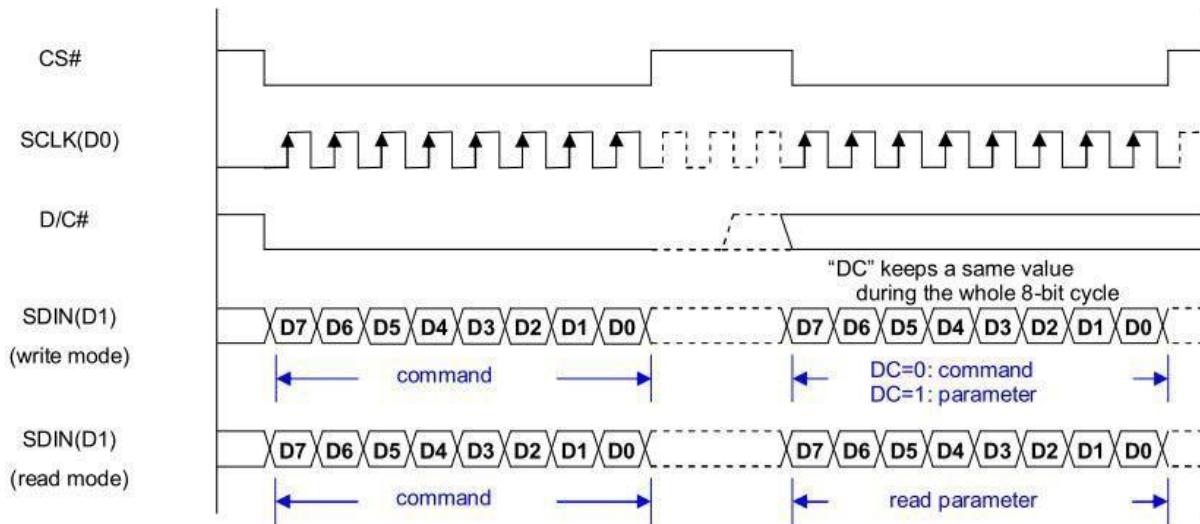 CS#
SCLK(D0)
D/C#
“DC” keeps a same value
during the whole 8-bit cycle
SDIN(D1)
(write mode)
D7 D6 D5 D4 D3 D2 D1 D0 D7 D6 D5 D4 D3 D2 D1 D0
command
DC=0: command
DC=1: parameter
SDIN(D1)
(read mode)
D7 D6 D5 D4 D3 D2 D1 D0 D7 D6 D5 D4 D3 D2 D1 D0
command read parameter